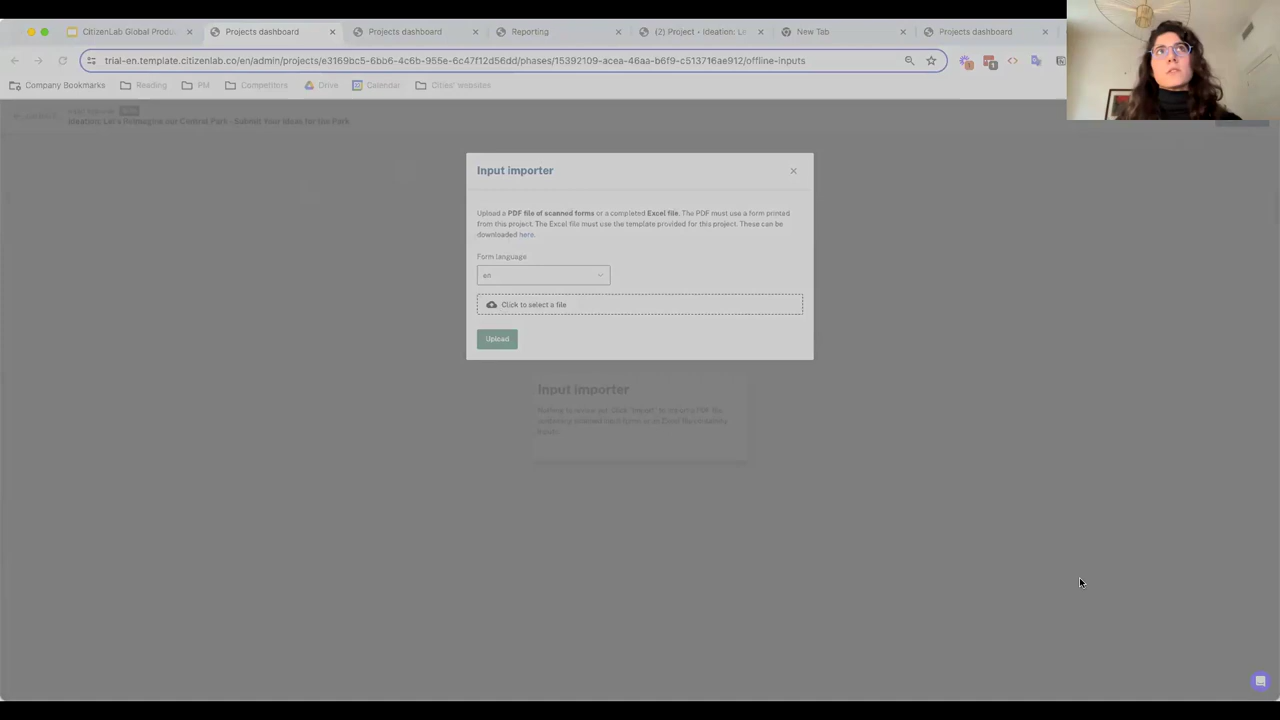 CitizenLab Global Produ
Projects dashboard
Projects dashboard
Reporting
(2) Project • Ideation: Le
New Tab
Projects dashboard
trial-en.template.citizenlab.co/en/admin/projects/e3169bc5-6bb6-4c6b-955e-6c47f12d56dd/phases/15392109-acea-46aa-b6f9-c513716ae912/offline-inputs
Company Bookmarks
Reading
PM
Competitors
Drive
Calendar
Cities' websites
Ideation: Let's Reimagine our Central Park - Submit Your Ideas for the Park
Input importer
Upload a PDF file of scanned forms or a completed Excel file. The PDF must use a form printed
from this project. The Excel file must use the template provided for this project. These can be
downloaded here.
Form language
en
Click to select a file
Upload
Input importer
Nothing to review yet. Click "Import" to import a PDF file
containing scanned input forms or an Excel file containing
inputs.